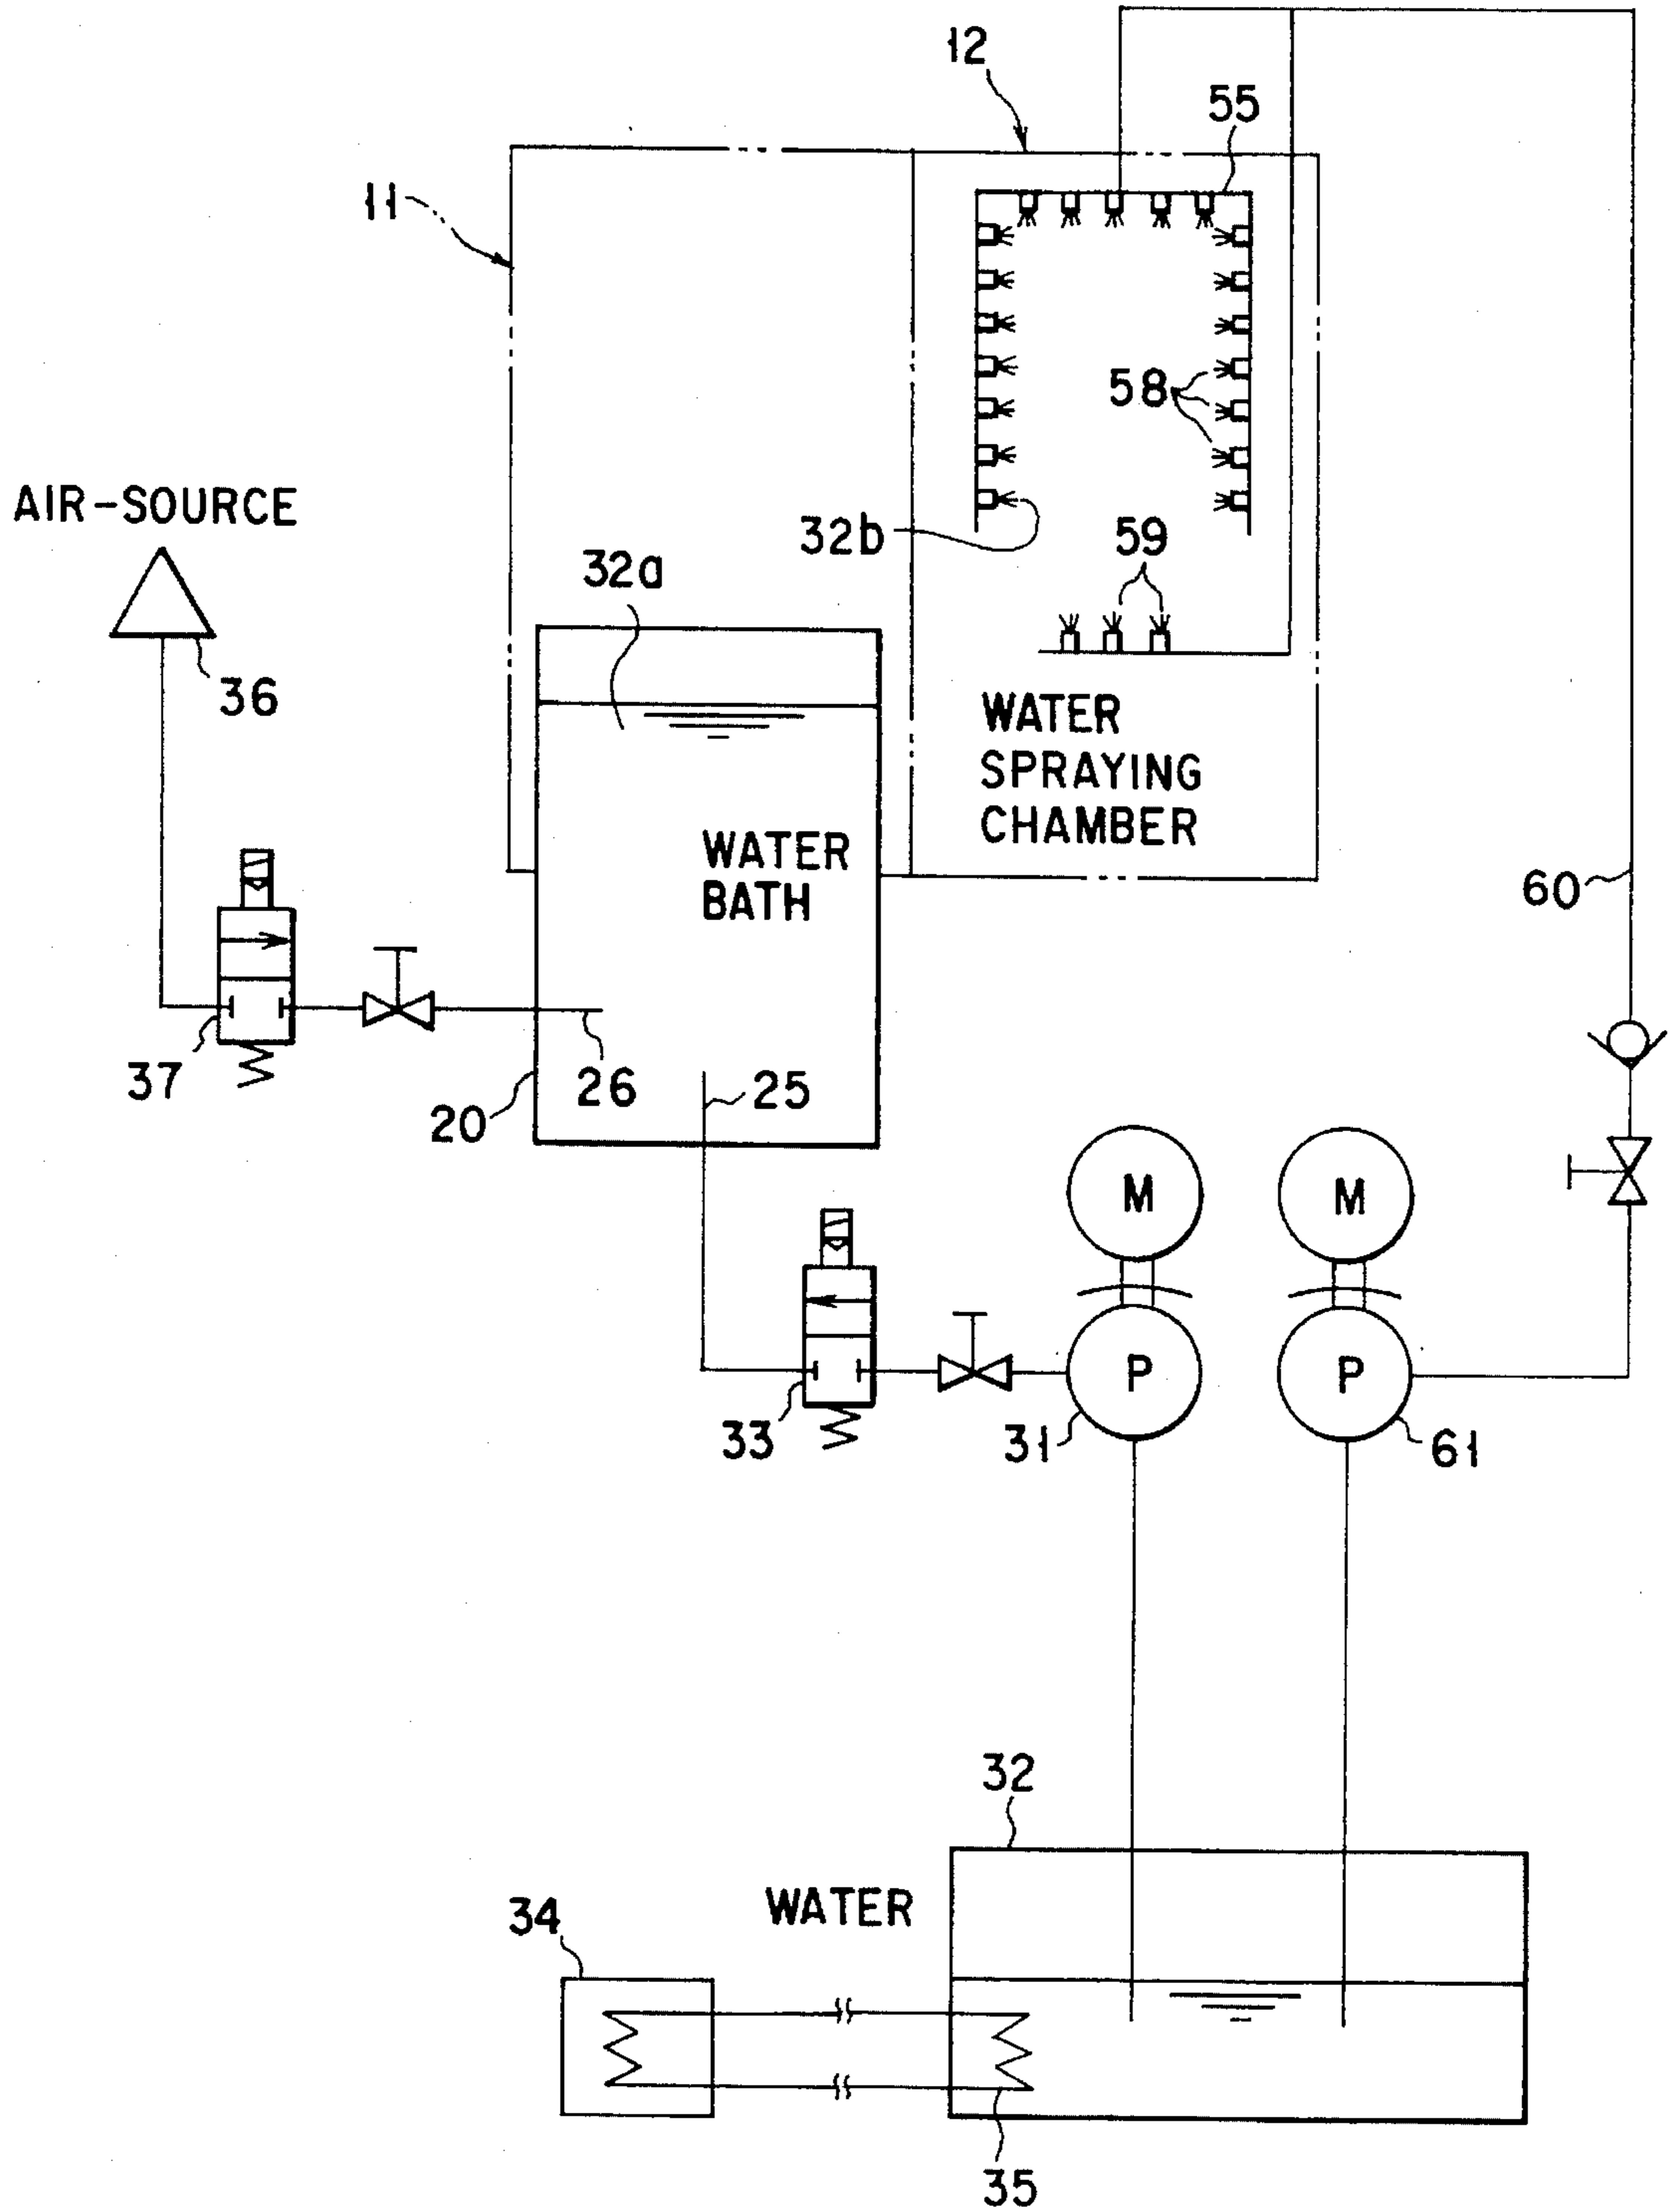 12
55
11
58
AIR-SOURCE
32b
59
32a
36
WATER
SPRAYING
CHAMBER
WATER
BATH
60
37
26
25
20
M
M
P
P
33
31
61
32
WATER
34
35